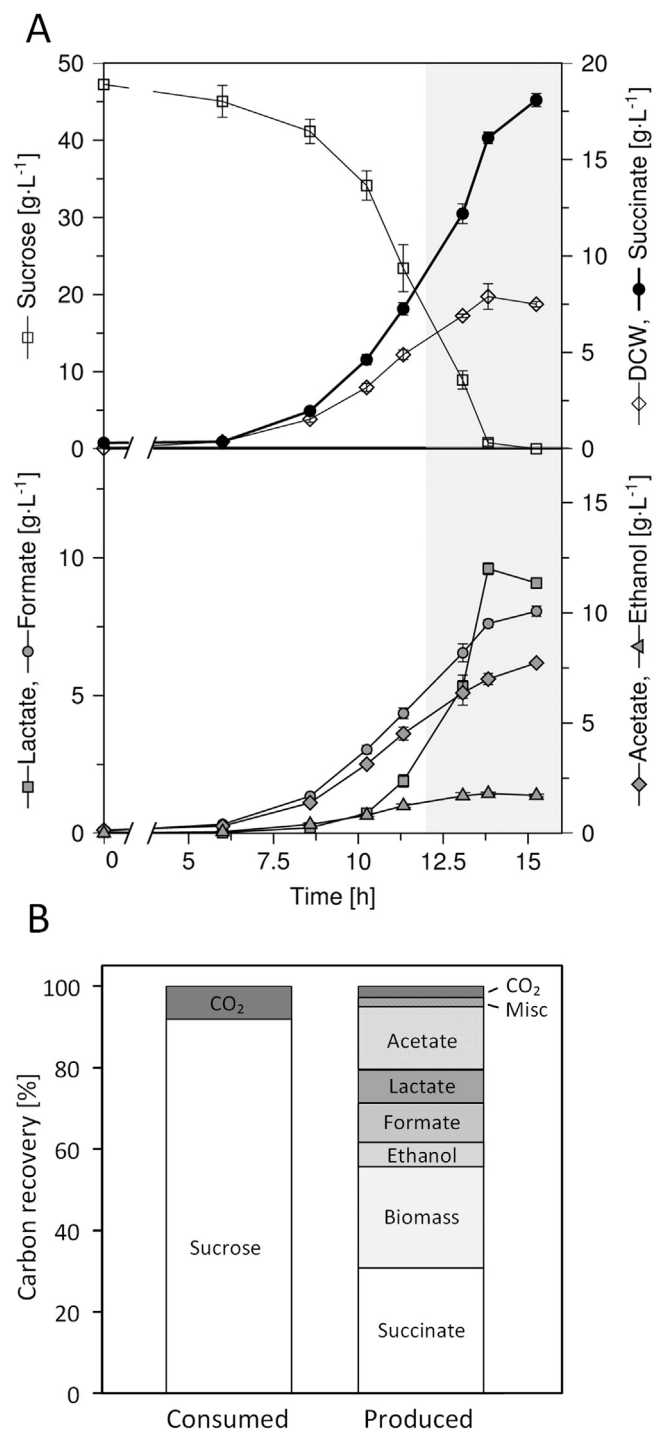 A
50
40
30
20
10
0
Sucrose [g·L-1]
20
15
10
5
0
DCW, Succinate [g·L-1]
10
5
0
Lactate, Formate [g·L-1]
15
10
5
0
Acetate, Ethanol [g·L-1]
0 5 7.5 10 12.5 15
Time [h]
B
Carbon recovery [%]
100
80
60
40
20
0
CO2
Sucrose
CO2
Misc
Acetate
Lactate
Formate
Ethanol
Biomass
Succinate
Consumed Produced